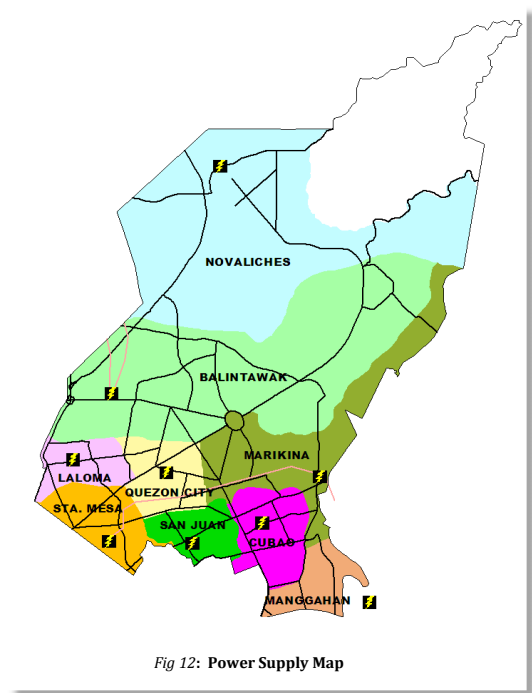 NOVALICHES
BALINTAWAK
MARIKINA
LALOMA
QUEZON CITY
STA. MESA
SAN JUAN
CUBAO
MANGGAHAN
Fig 12: Power Supply Map